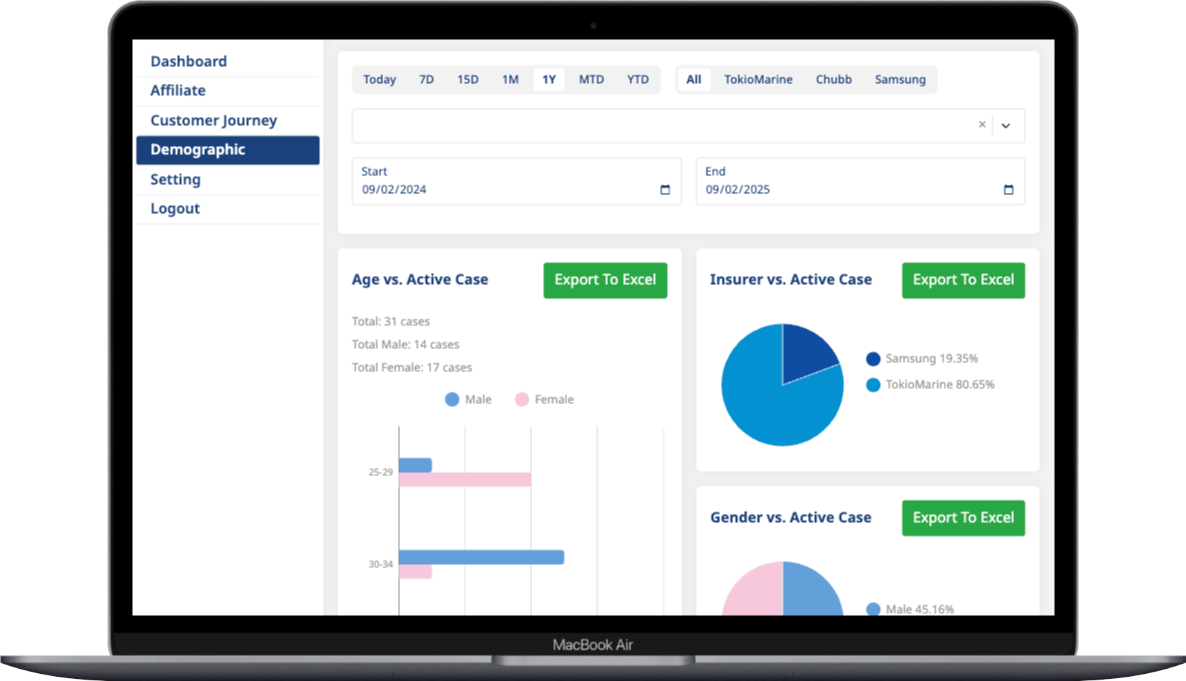 Dashboard
Affiliate
Customer Journey
Demographic
Setting
Logout
Today 7D 15D 1M 1Y MTD YTD All TokioMarine Chubb Samsung
Start
09/02/2024
End
09/02/2025
Age vs. Active Case
Export To Excel
Total: 31 cases
Total Male: 14 cases
Total Female: 17 cases
Male Female
25-29
30-34
Insurer vs. Active Case
Export To Excel
Samsung 19.35%
TokioMarine 80.65%
Gender vs. Active Case
Export To Excel
Male 45.16%
MacBook Air